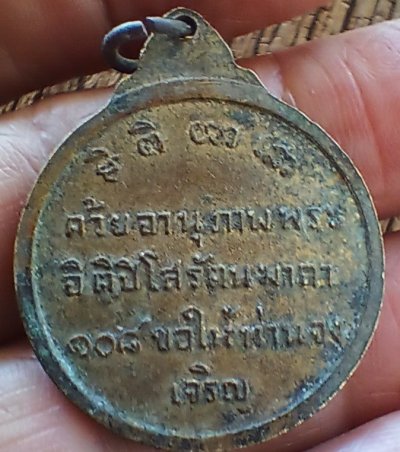 ด้วยอานุภาพพระ
อิติปิโสรัตนมาลา
๑๐๘ ขอให้ท่านจง
เจริญ